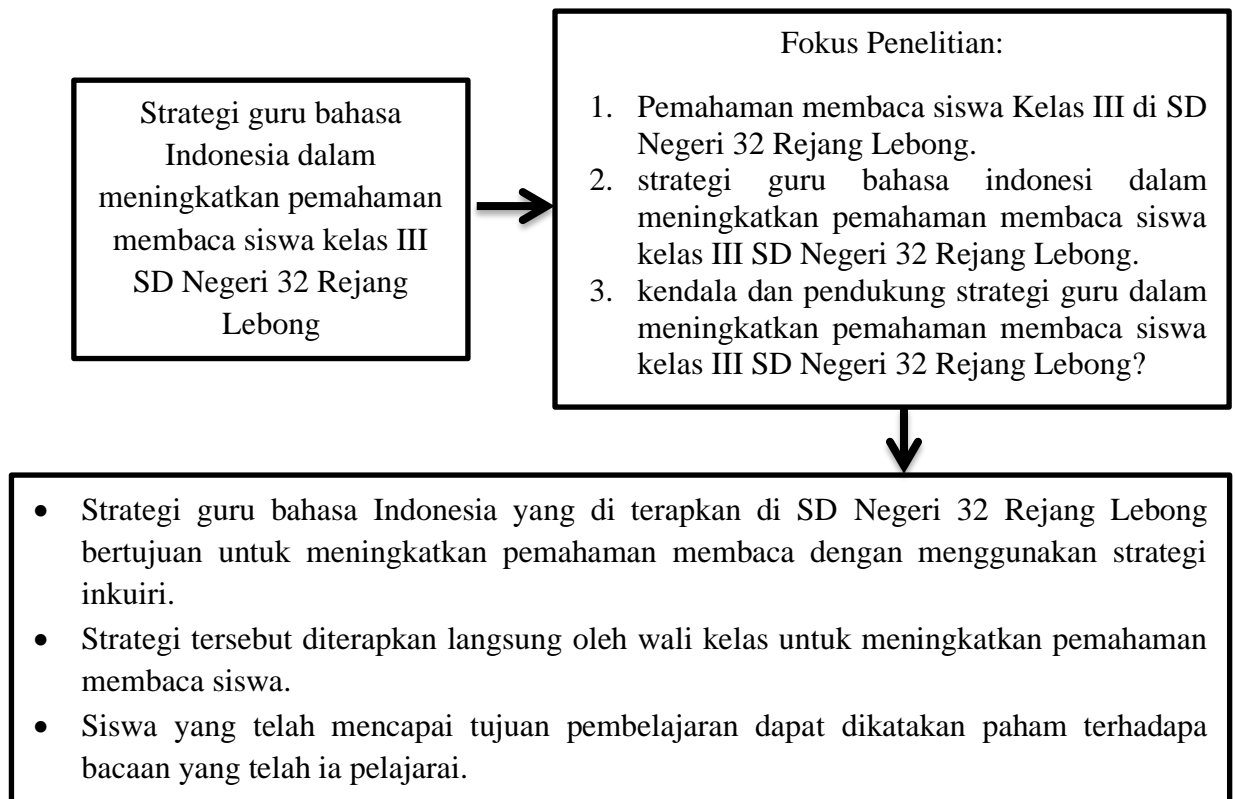 Strategi guru bahasa
Indonesia dalam
meningkatkan pemahaman
membaca siswa kelas III
SD Negeri 32 Rejang
Lebong
Fokus Penelitian:
1. Pemahaman membaca siswa Kelas III di SD
Negeri 32 Rejang Lebong.
2. strategi guru bahasa indonesi dalam
meningkatkan pemahaman membaca siswa
kelas III SD Negeri 32 Rejang Lebong.
3. kendala dan pendukung strategi guru dalam
meningkatkan pemahaman membaca siswa
kelas III SD Negeri 32 Rejang Lebong?
• Strategi guru bahasa Indonesia yang di terapkan di SD Negeri 32 Rejang Lebong
bertujuan untuk meningkatkan pemahaman membaca dengan menggunakan strategi
inkuiri.
• Strategi tersebut diterapkan langsung oleh wali kelas untuk meningkatkan pemahaman
membaca siswa.
• Siswa yang telah mencapai tujuan pembelajaran dapat dikatakan paham terhadapa
bacaan yang telah ia pelajarai.